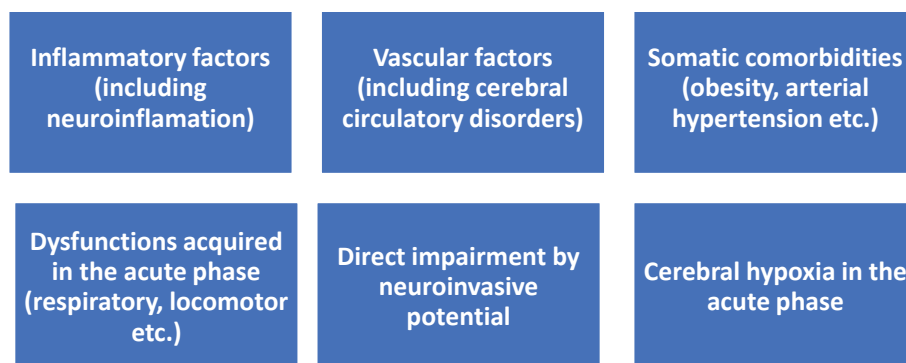 Inflammatory factors
(including
neuroinflamation)
Vascular factors
(including cerebral
circulatory disorders)
Somatic comorbidities
(obesity, arterial
hypertension etc.)
Dysfunctions acquired
in the acute phase
(respiratory, locomotor
etc.)
Direct impairment by
neuroinvasive
potential
Cerebral hypoxia in the
acute phase